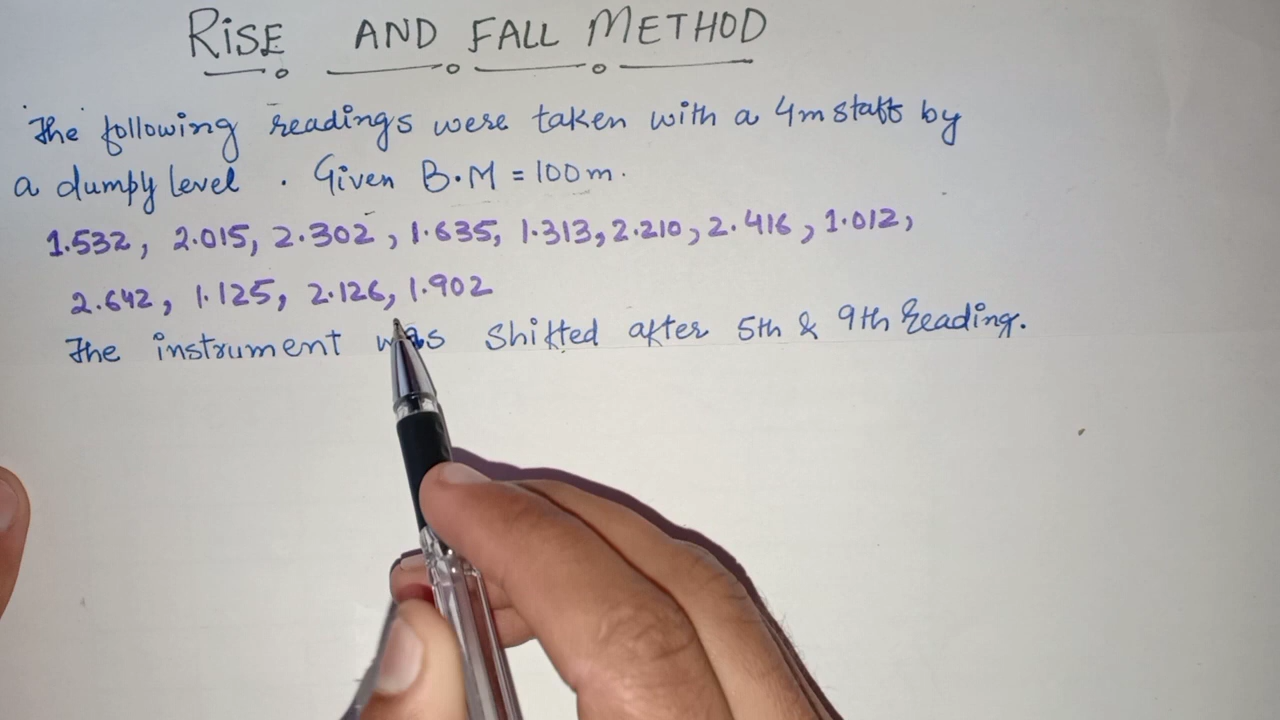 RISE AND FALL METHOD
The following readings were taken with a 4m staff by
a dumpy level. Given B.M = 100m.
1.532, 2.015, 2.302, 1.635, 1.313, 2.210, 2.416, 1.012,
2.642, 1.125, 2.126, 1.902
The instrument was Shifted after 5th & 9th Reading.